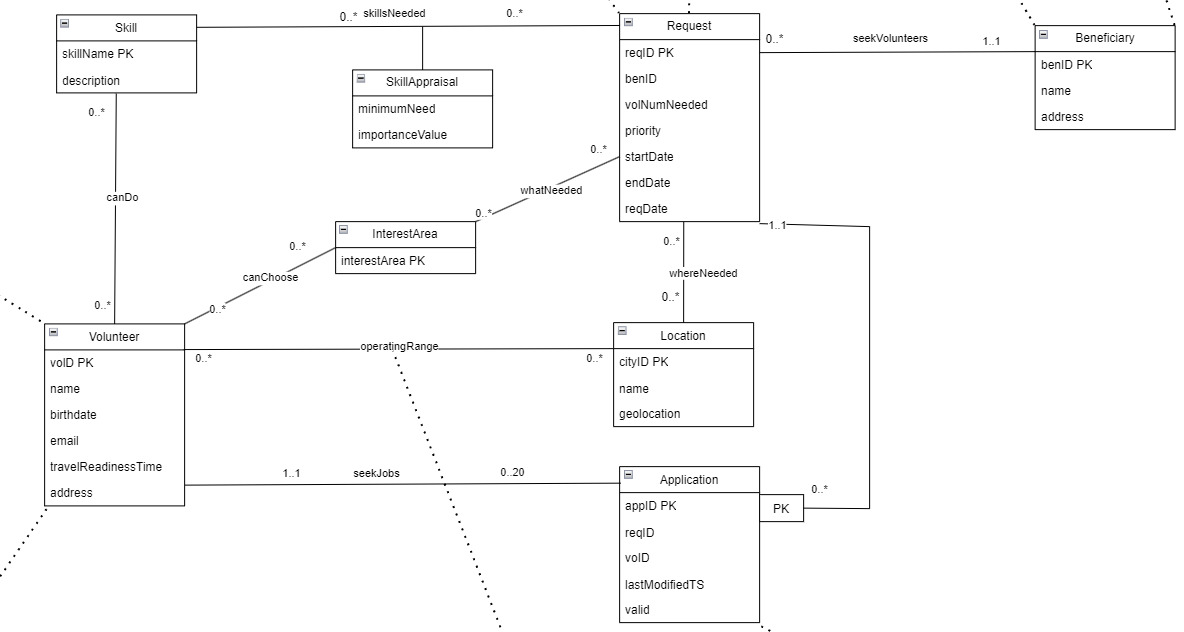 Skill
skillName PK
description
0..*
skillsNeeded
0..*
SkillAppraisal
minimumNeed
importanceValue
Request
reqID PK
benID
volNumNeeded
priority
startDate
endDate
reqDate
0..*
seekVolunteers
1..1
Beneficiary
benID PK
name
address
0..*
canDo
0..*
0..*
whatNeeded
0..*
InterestArea
interestArea PK
0..*
canChoose
0..*
0..*
whereNeeded
0..*
1..1
Volunteer
volD PK
name
birthdate
email
travelReadinessTime
address
0..*
operatingRange
0..*
Location
cityID PK
name
geolocation
1..1
seekJobs
0..20
Application
appID PK
reqID
volD
lastModifiedTS
valid
PK
0..*